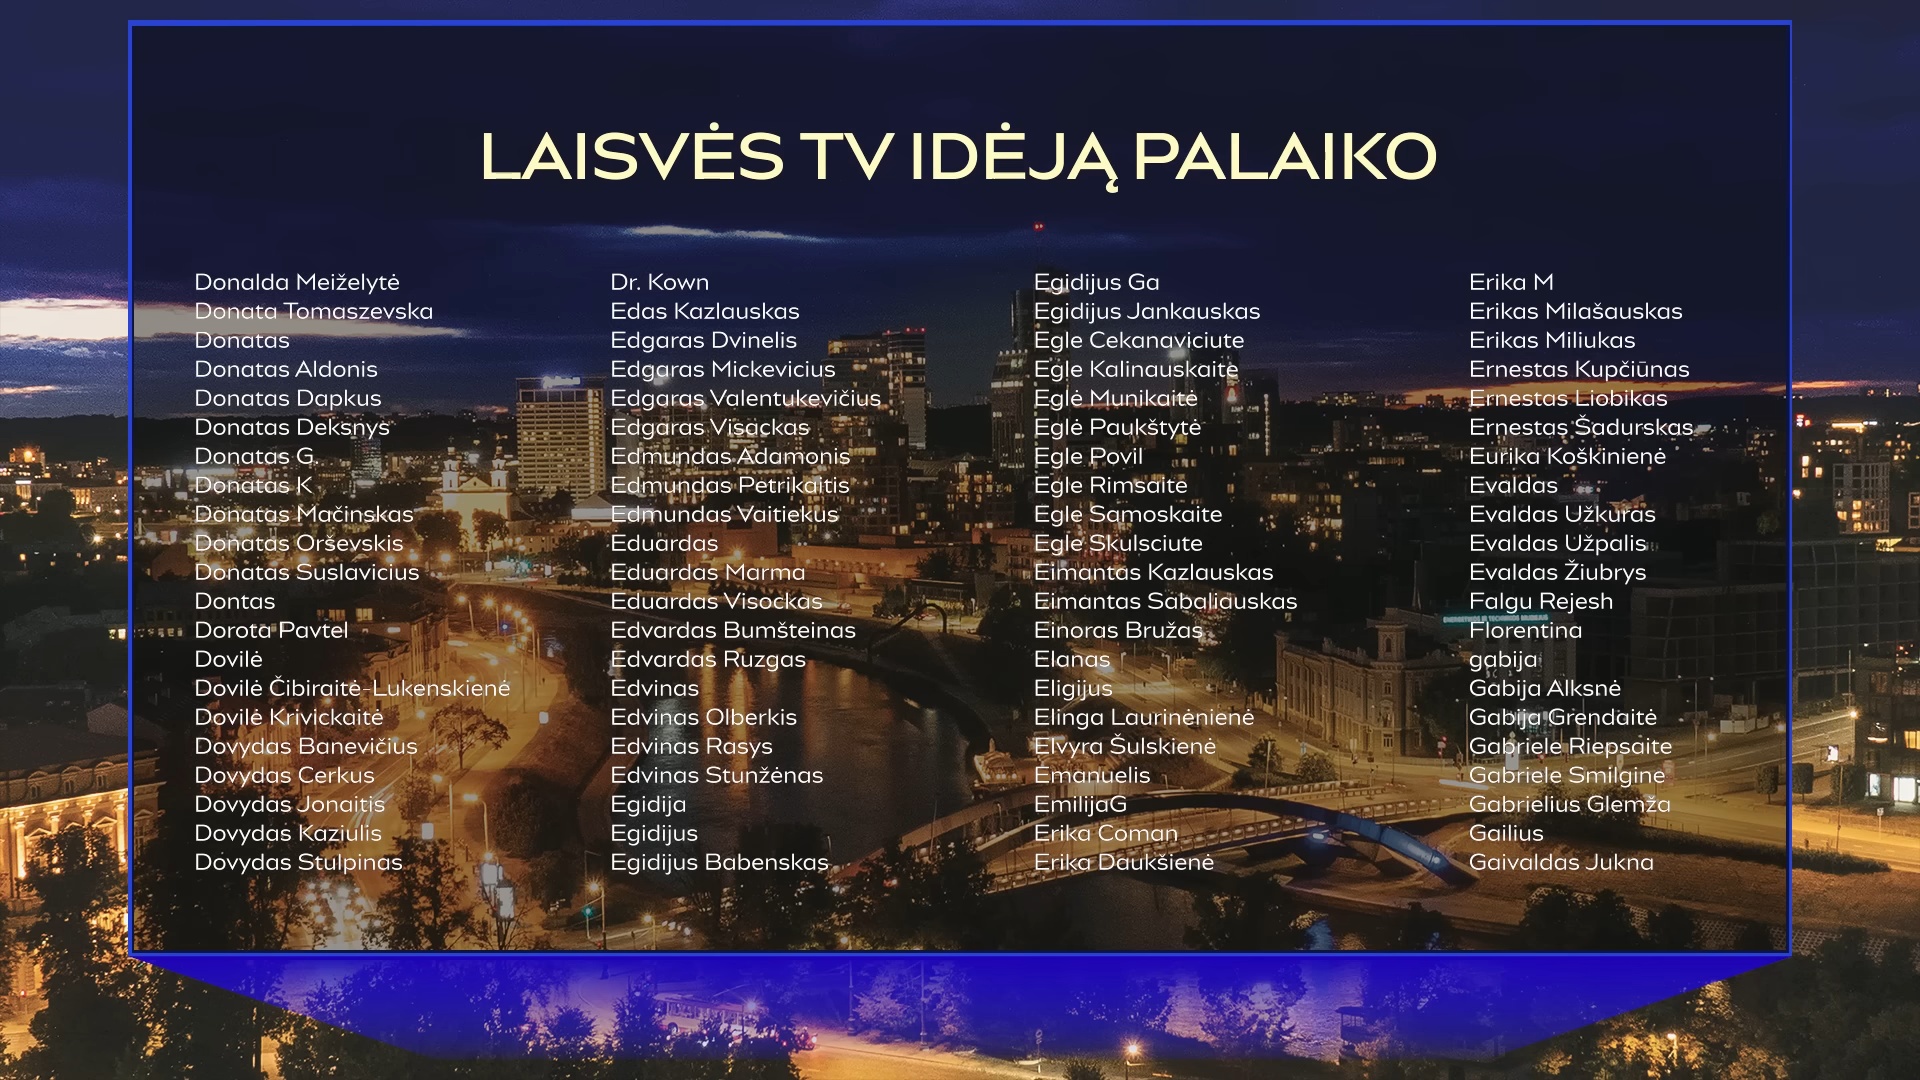 LAISVĖS TV IDĖJĄ PALAIKO
Donalda Meiželytė
Donata Tomaszevska
Donatas
Donatas Aldonis
Donatas Dapkus
Donatas Deksnys
Donatas G.
Donatas K
Donatas Mačinskas
Donatas Orševskis
Donatas Suslavicius
Dontas
Dorota Pavtel
Dovilė
Dovilė Čibiraitė-Lukenskienė
Dovilė Krivickaitė
Dovydas Banevičius
Dovydas Cerkus
Dovydas Jonaitis
Dovydas Kaziulis
Dovydas Stulpinas
Dr. Kown
Edas Kazlauskas
Edgaras Dvinelis
Edgaras Mickevicius
Edgaras Valentukevičius
Edgaras Visackas
Edmundas Adamonis
Edmundas Petrikaitis
Edmundas Vaitiekus
Eduardas
Eduardas Marma
Eduardas Visockas
Edvardas Bumšteinas
Edvardas Ruzgas
Edvinas
Edvinas Olberkis
Edvinas Rasys
Edvinas Stunžėnas
Egidija
Egidijus
Egidijus Babenskas
Egidijus Ga
Egidijus Jankauskas
Egle Cekanaviciute
Egle Kalinauskaite
Eglė Munikaitė
Eglė Paukštytė
Egle Povil
Egle Rimsaite
Egle Samoskaite
Egle Skulsciute
Eimantas Kazlauskas
Eimantas Sabaliauskas
Einoras Bružas
Elanas
Eligijus
Elinga Laurinėnienė
Elvyra Šulskienė
Emanuelis
EmilijaG
Erika Coman
Erika Daukšienė
Erika M
Erikas Milašauskas
Erikas Miliukas
Ernestas Kupčiūnas
Ernestas Liobikas
Ernestas Šadurskas
Eurika Koškinienė
Evaldas
Evaldas Užkuras
Evaldas Užpalis
Evaldas Žiubrys
Falgu Rejesh
Florentina
gabija
Gabija Alksnė
Gabija Grendaitė
Gabriele Riepsaite
Gabriele Smilgine
Gabrielius Glemža
Gailius
Gaivaldas Jukna